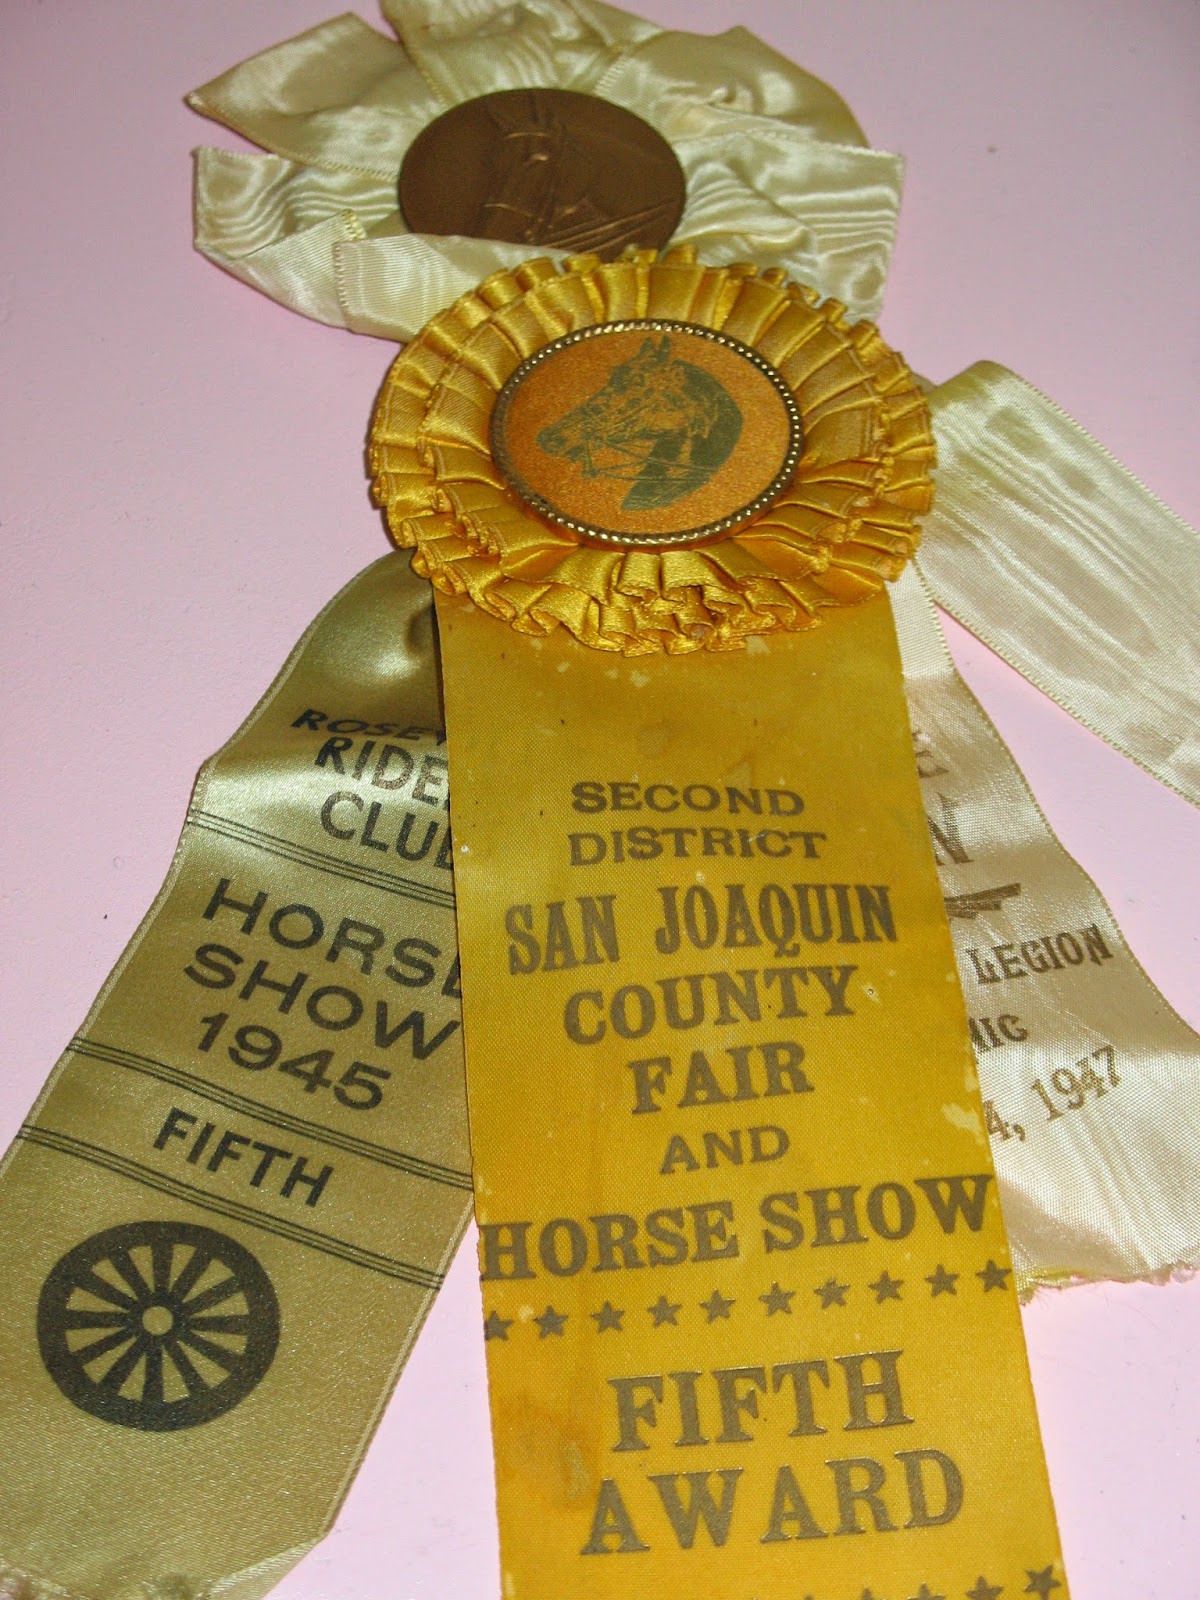 RIDE
CLUB
HORSE
SHOW
1945
FIFTH
SECOND
DISTRICT
SAN JOAQUIN
COUNTY
FAIR
AND
HORSE SHOW
FIFTH
AWARD
LEGION
4, 1947